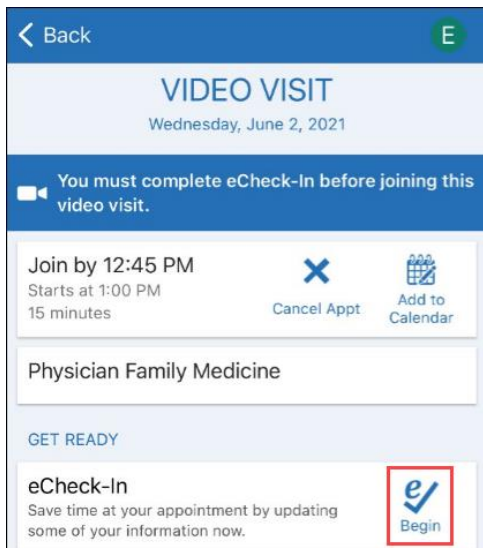 Back
E
VIDEO VISIT
Wednesday, June 2, 2021
You must complete eCheck-In before joining this
video visit.
Join by 12:45 PM
Starts at 1:00 PM
15 minutes
Cancel Appt
Add to
Calendar
Physician Family Medicine
GET READY
eCheck-In
Save time at your appointment by updating
some of your information now.
e
Begin